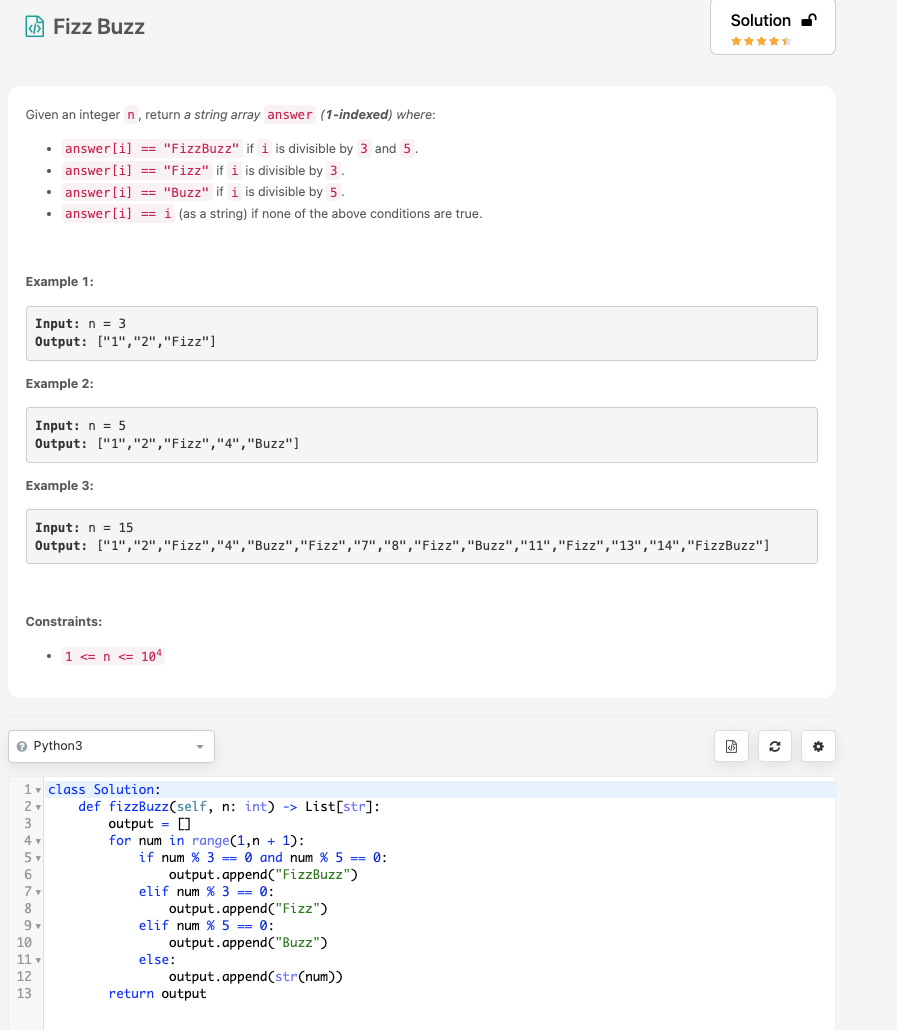 Fizz Buzz
Solution
Given an integer n, return a string array answer (1-indexed) where:
• answer[i] == "FizzBuzz" if i is divisible by 3 and 5.
• answer[i] == "Fizz" if i is divisible by 3.
• answer[i] == "Buzz" if i is divisible by 5.
• answer[i] == i (as a string) if none of the above conditions are true.
Example 1:
Input: n = 3
Output: ["1","2","Fizz"]
Example 2:
Input: n = 5
Output: ["1","2","Fizz","4","Buzz"]
Example 3:
Input: n = 15
Output: ["1","2","Fizz","4","Buzz","Fizz","7","8","Fizz","Buzz","11","Fizz","13","14","FizzBuzz"]
Constraints:
• 1 <= n <= 10⁴
Python3
1 class Solution:
2     def fizzBuzz(self, n: int) -> List[str]:
3         output = []
4         for num in range(1,n + 1):
5             if num % 3 == 0 and num % 5 == 0:
6                 output.append("FizzBuzz")
7             elif num % 3 == 0:
8                 output.append("Fizz")
9             elif num % 5 == 0:
10                 output.append("Buzz")
11             else:
12                 output.append(str(num))
13         return output